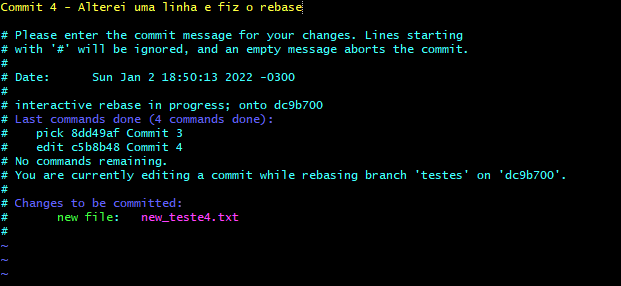 Commit 4 - Alterei uma linha e fiz o rebase

# Please enter the commit message for your changes. Lines starting
# with '#' will be ignored, and an empty message aborts the commit.
#
# Date:      Sun Jan 2 18:50:13 2022 -0300
#
# interactive rebase in progress; onto dc9b700
# Last commands done (4 commands done):
#    pick 8dd49af Commit 3
#    edit c5b8b48 Commit 4
# No commands remaining.
# You are currently editing a commit while rebasing branch 'testes' on 'dc9b700'.
#
# Changes to be committed:
#       new file:   new_teste4.txt
#
~
~
~